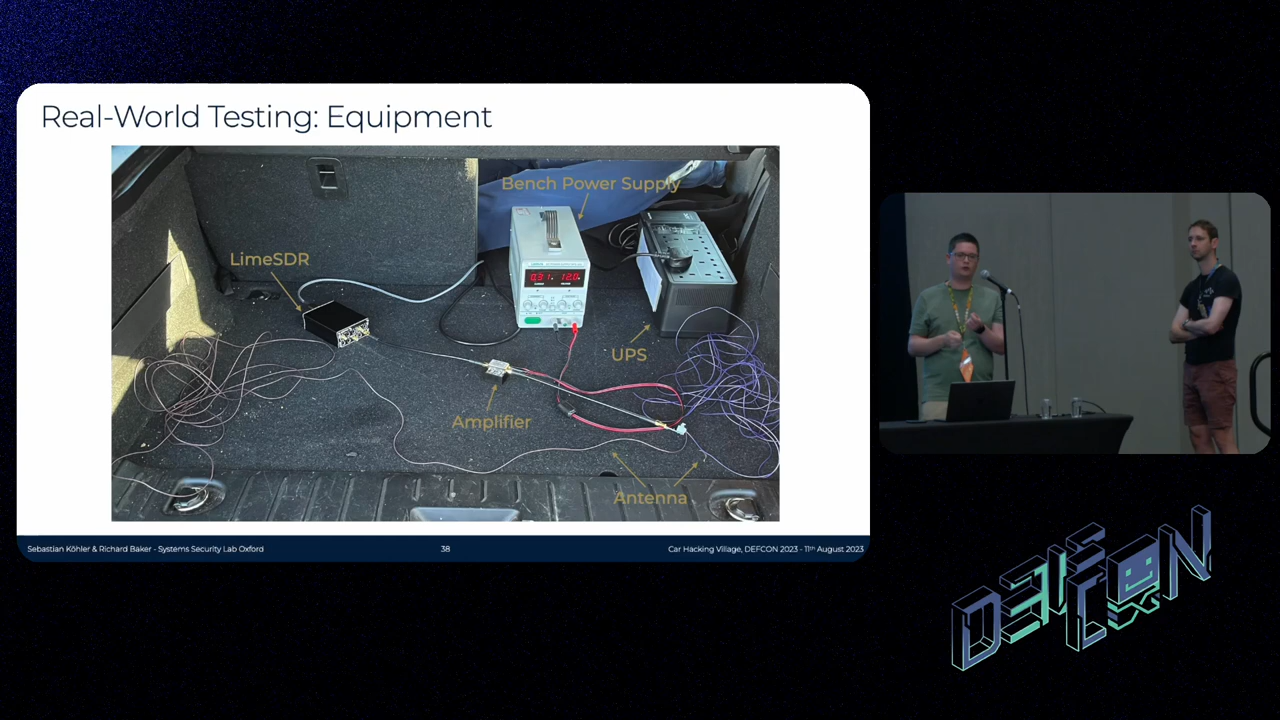 Real-World Testing: Equipment
Bench Power Supply
LimeSDR
UPS
Amplifier
Antenna
Sebastian Köhler & Richard Baker - Systems Security Lab Oxford
38
Car Hacking Village, DEFCON 2023 - 11th August 2023
DEFCON